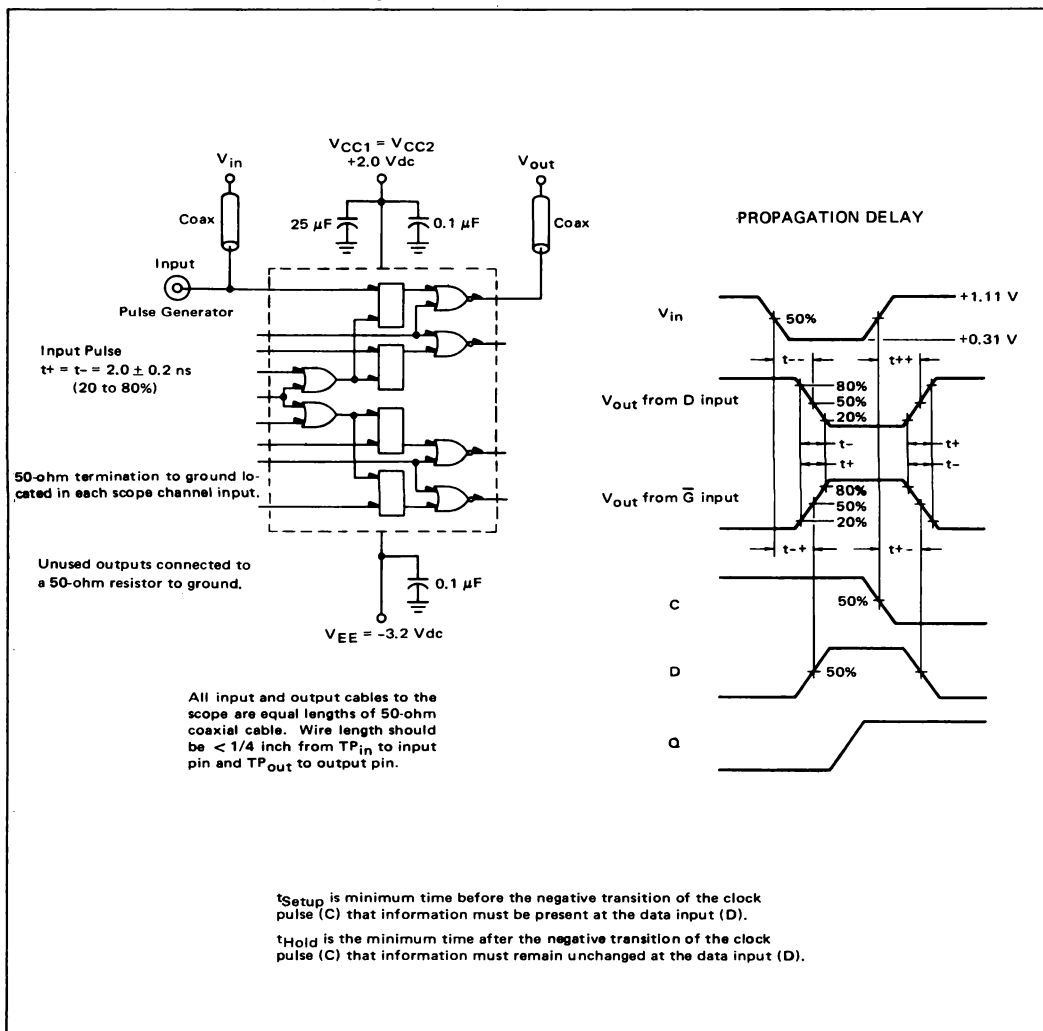 VCC1 = VCC2
+2.0 Vdc
Vin
Vout
Coax
25 µF
0.1 µF
Coax
Input
Pulse Generator
Input Pulse
t+ = t– = 2.0 ± 0.2 ns
(20 to 80%)
50-ohm termination to ground lo-
cated in each scope channel input.
Unused outputs connected to
a 50-ohm resistor to ground.
0.1 µF
VEE = –3.2 Vdc
All input and output cables to the
scope are equal lengths of 50-ohm
coaxial cable. Wire length should
be < 1/4 inch from TPin to input
pin and TPout to output pin.
PROPAGATION DELAY
Vin
50%
+1.11 V
+0.31 V
t--
t++
Vout from D input
80%
50%
20%
t-
t+
t+
t-
Vout from G̅ input
80%
50%
20%
t-+
t+-
C
50%
D
50%
Q
tSetup is minimum time before the negative transition of the clock
pulse (C) that information must be present at the data input (D).
tHold is the minimum time after the negative transition of the clock
pulse (C) that information must remain unchanged at the data input (D).